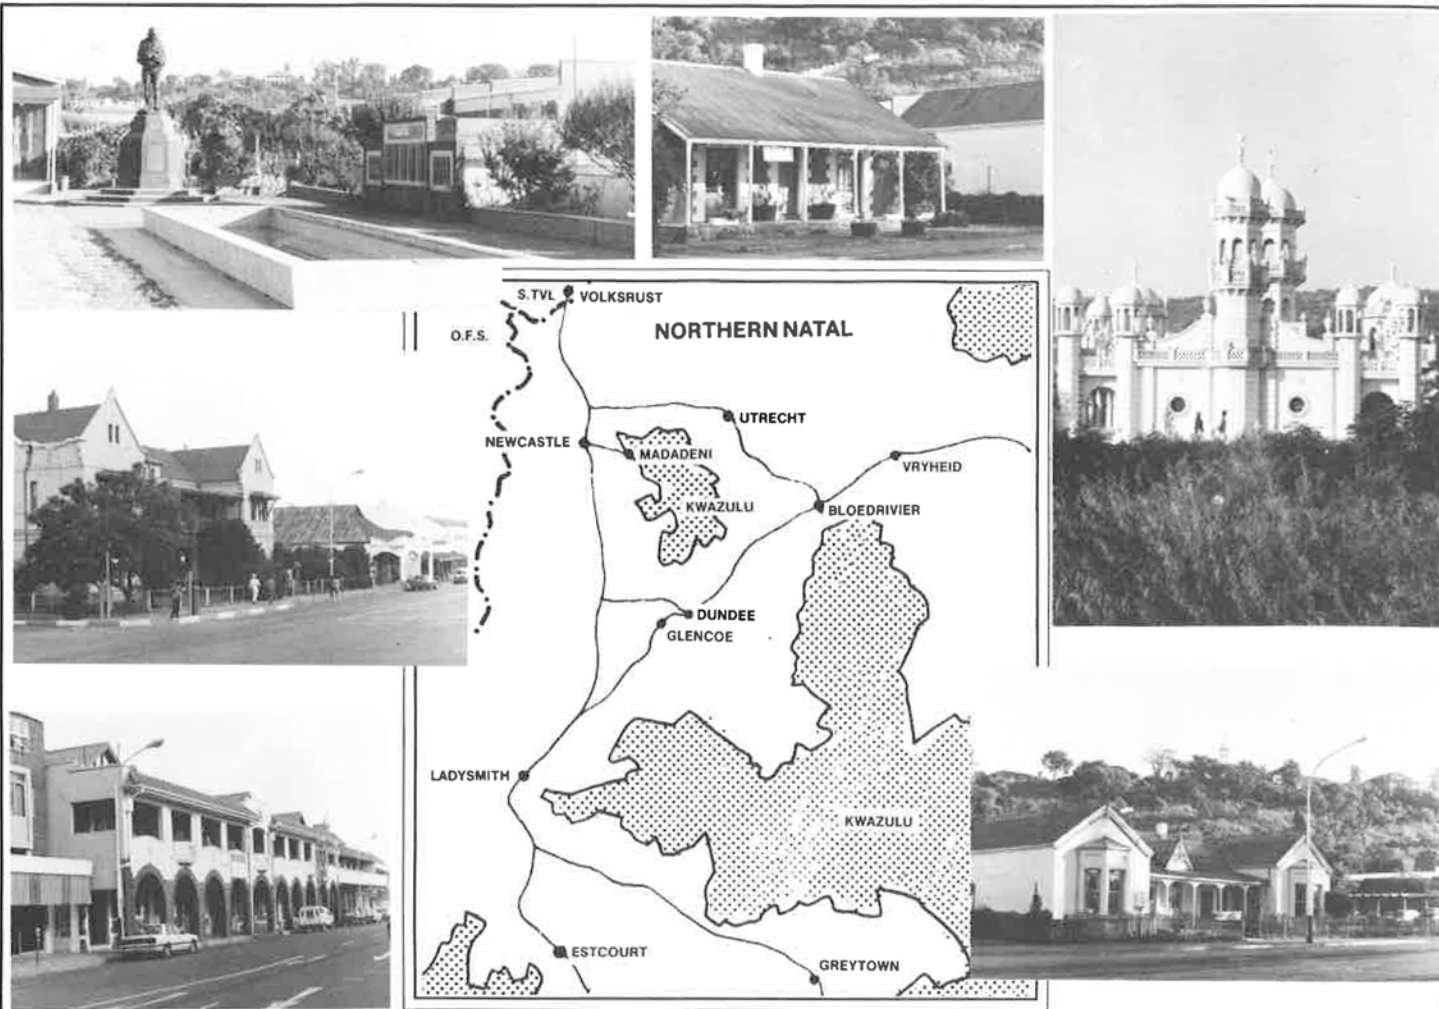 S.TVL
VOLKSRUST
O.F.S.
NORTHERN NATAL
UTRECHT
NEWCASTLE
MADADENI
VRYHEID
KWAZULU
BLOEDRIVIER
DUNDEE
GLENCOE
LADYSMITH
KWAZULU
ESTCOURT
GREYTOWN